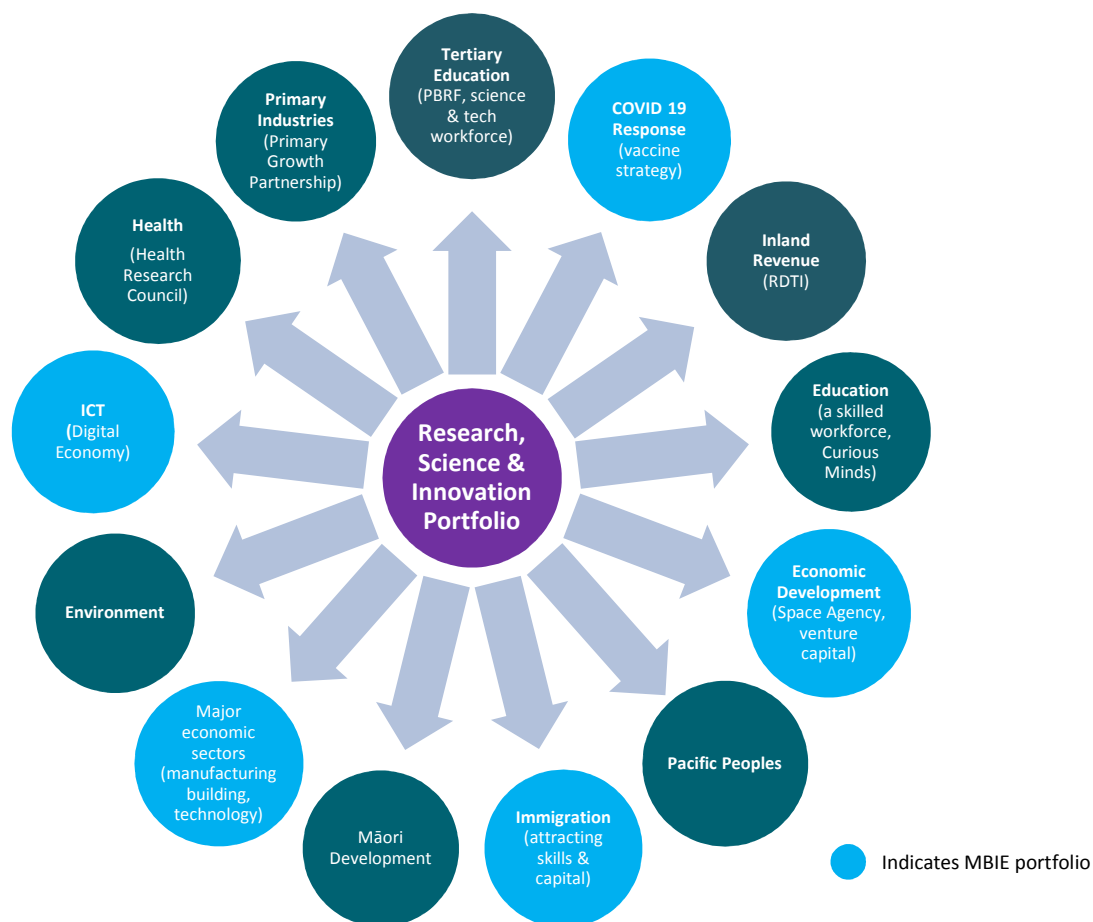 Tertiary
Education
(PBRF, science
& tech
workforce)
COVID 19
Response
(vaccine
strategy)
Inland
Revenue
(RDTI)
Education
(a skilled
workforce,
Curious
Minds)
Economic
Development
(Space Agency,
venture
capital)
Pacific Peoples
Immigration
(attracting
skills &
capital)
Māori
Development
Major
economic
sectors
(manufacturing
building,
technology)
Environment
ICT
(Digital
Economy)
Health
(Health
Research
Council)
Primary
Industries
(Primary
Growth
Partnership)
Research,
Science &
Innovation
Portfolio
Indicates MBIE portfolio